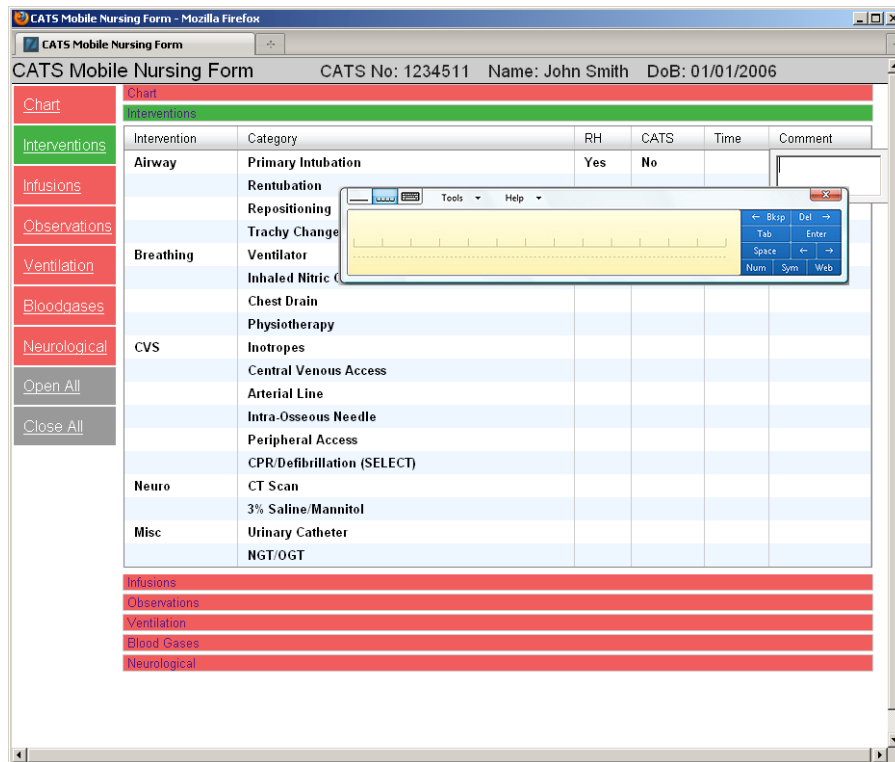 CATS Mobile Nursing Form - Mozilla Firefox
CATS Mobile Nursing Form
CATS Mobile Nursing Form CATS No: 1234511 Name: John Smith DoB: 01/01/2006
Chart
Interventions
Infusions
Observations
Ventilation
Bloodgases
Neurological
Open All
Close All
Chart
Interventions
Intervention Category RH CATS Time Comment
Airway Primary Intubation Yes No
Rentubation
Repositioning
Trachy Change
Breathing Ventilator
Inhaled Nitric
Chest Drain
Physiotherapy
CVS Inotropes
Central Venous Access
Arterial Line
Intra-Osseous Needle
Peripheral Access
CPR/Defibrillation (SELECT)
Neuro CT Scan
3% Saline/Mannitol
Misc Urinary Catheter
NGT/OGT
Tools Help
← Bksp Del →
Tab Enter
Space ← →
Num Sym Web
Infusions
Observations
Ventilation
Blood Gases
Neurological